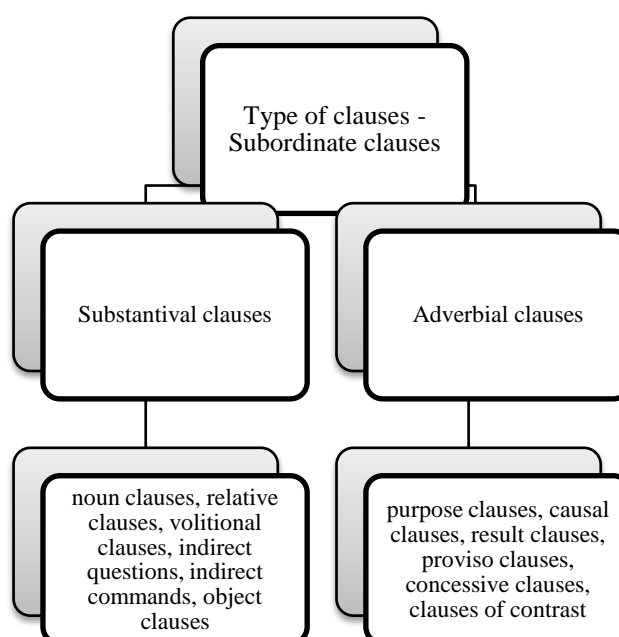 Type of clauses -
Subordinate clauses
Substantival clauses
Adverbial clauses
noun clauses, relative
clauses, volitional
clauses, indirect
questions, indirect
commands, object
clauses
purpose clauses, causal
clauses, result clauses,
proviso clauses,
concessive clauses,
clauses of contrast